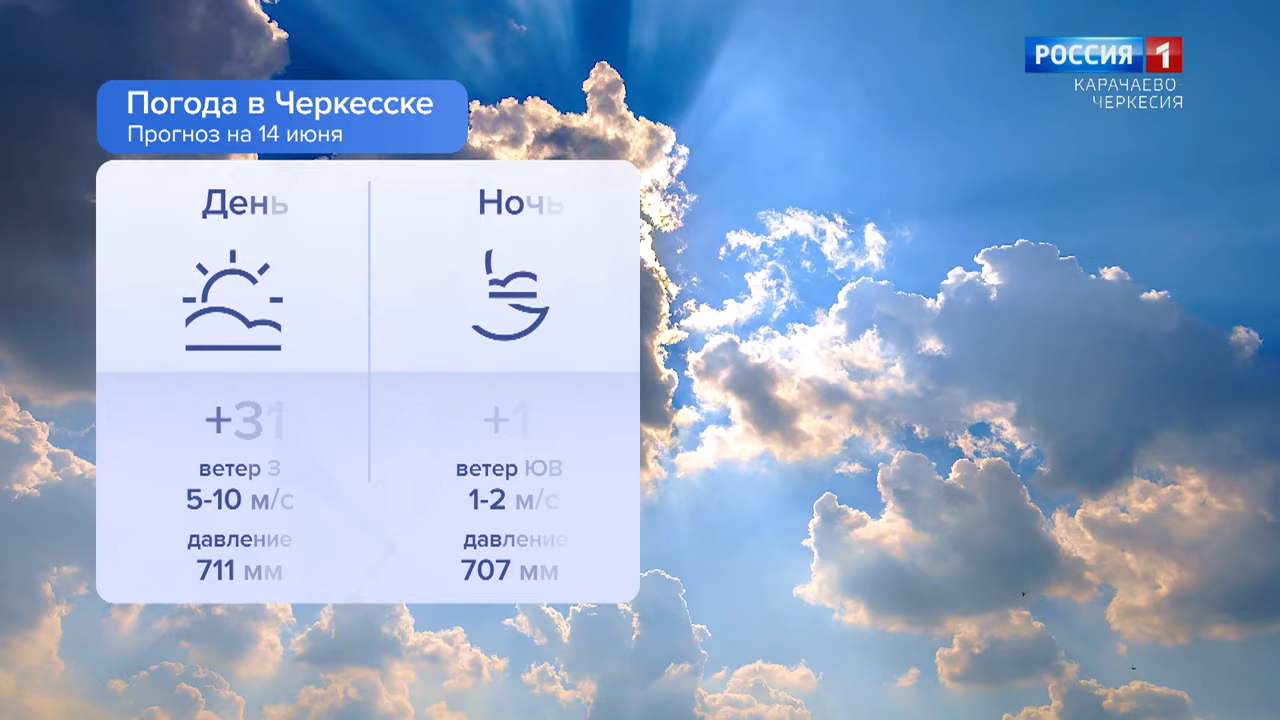 РОССИЯ 1
КАРАЧАЕВО-
ЧЕРКЕСИЯ
Погода в Черкесске
Прогноз на 14 июня
День
Ночь
+31
ветер З
5-10 м/с
давление
711 мм
ветер ЮВ
1-2 м/с
давление
707 мм